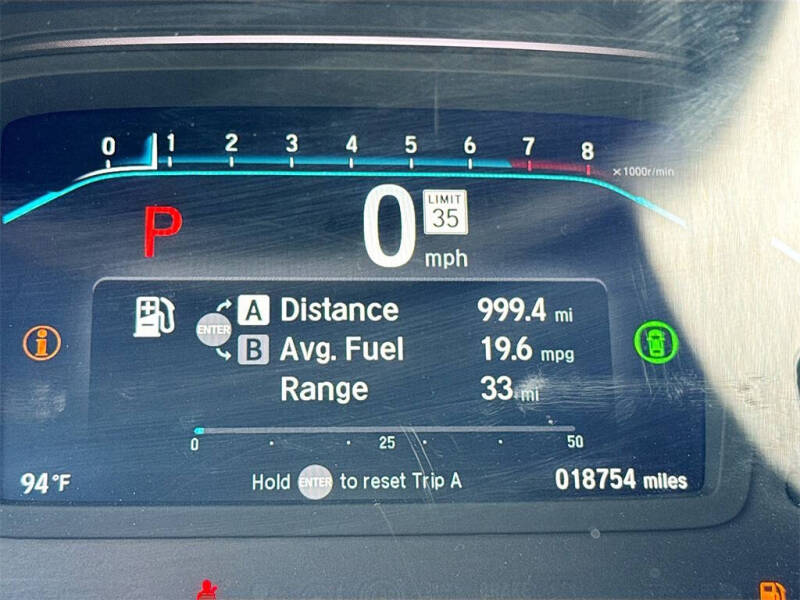 0 1 2 3 4 5 6 7 8
×1000r/min
P
0
LIMIT
35
mph
A Distance 999.4 mi
ENTER
B Avg. Fuel 19.6 mpg
Range 33 mi
0 25 50
94°F
Hold ENTER to reset Trip A
018754 miles